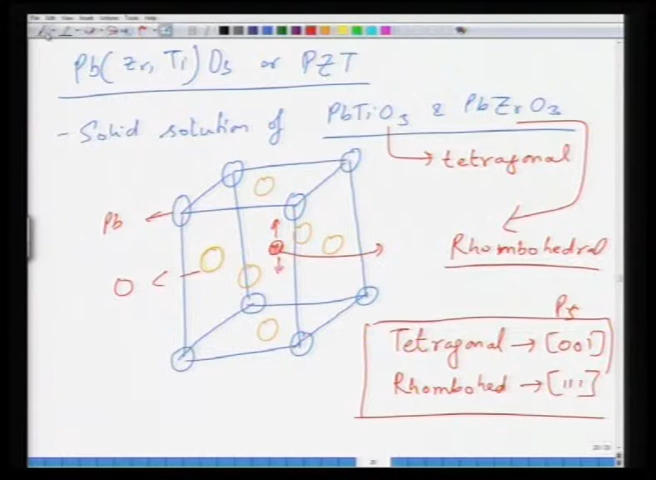 Pb(Zr, Ti)O3 or PZT
- Solid solution of PbTiO3 & PbZrO3
tetragonal
Pb
Rhombohedral
O
Ps
Tetragonal → [001]
Rhombohed → [111]